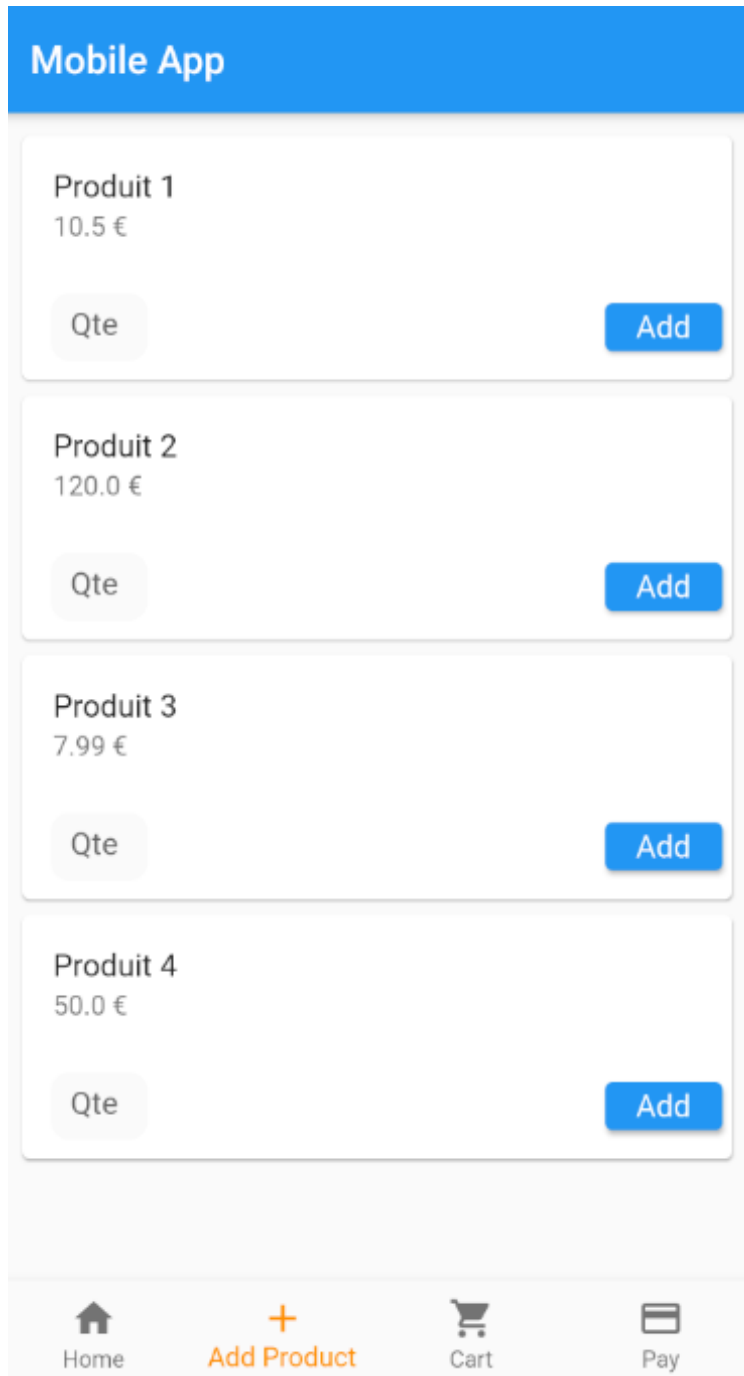 Mobile App
Produit 1
10.5 €
Qte
Add
Produit 2
120.0 €
Qte
Add
Produit 3
7.99 €
Qte
Add
Produit 4
50.0 €
Qte
Add
Home
Add Product
Cart
Pay